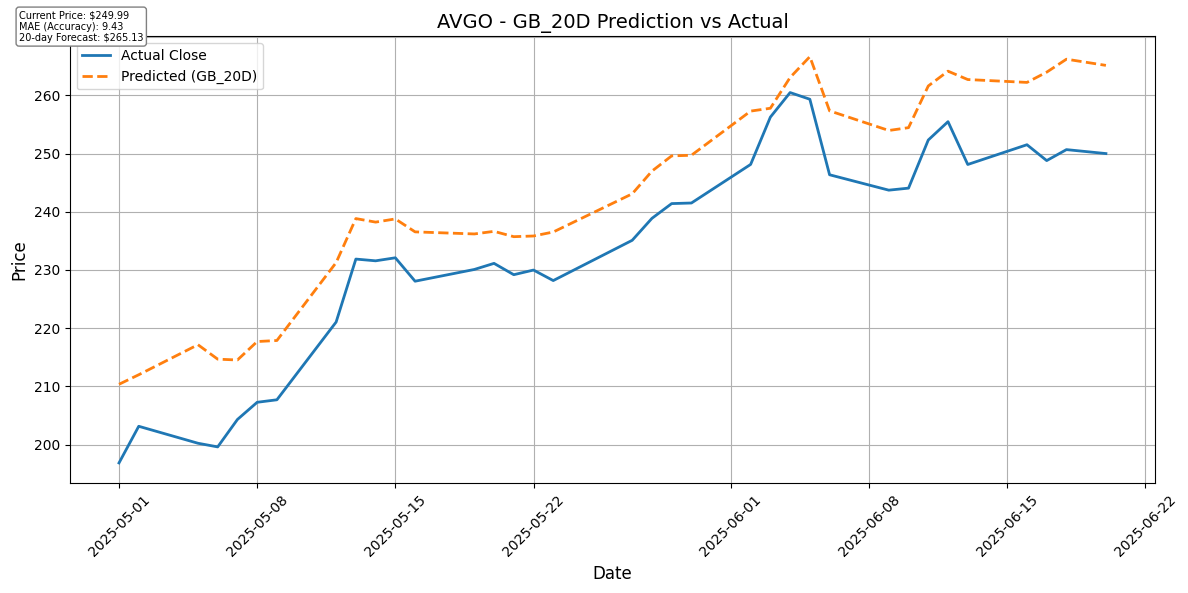 AVGO - GB_20D Prediction vs Actual
Current Price: $249.99
MAE (Accuracy): 9.43
20-day Forecast: $265.13
Actual Close
Predicted (GB_20D)
Price
260
250
240
230
220
210
200
2025-05-01
2025-05-08
2025-05-15
2025-05-22
2025-06-01
2025-06-08
2025-06-15
2025-06-22
Date